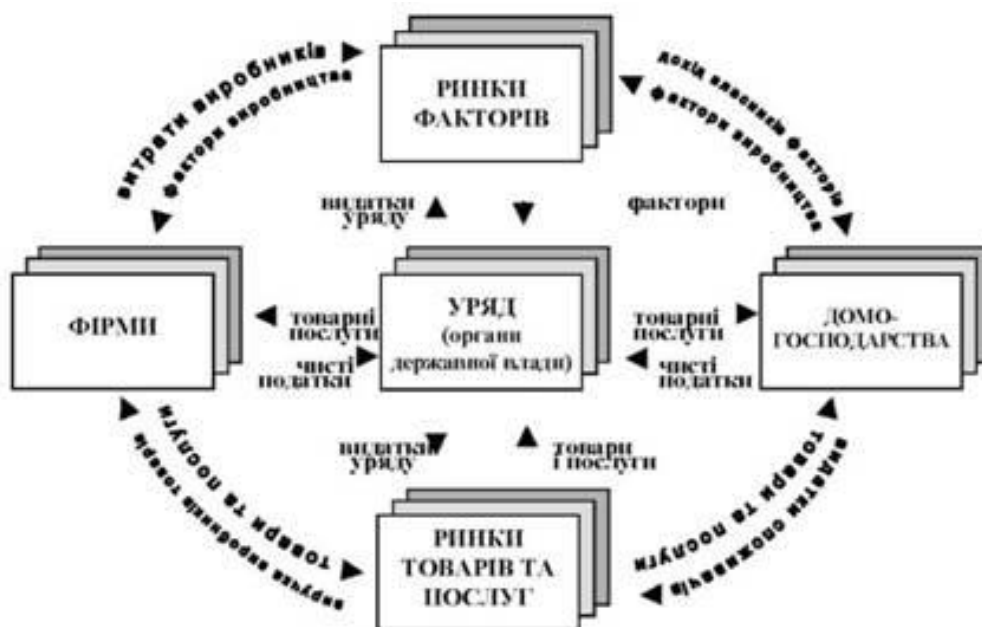 витрати виробників
фактори виробництва
РИНКИ
ФАКТОРІВ
дохід власників факторів
фактори виробництва
видатки
уряду
фактори
ФІРМИ
товарні
послуги
чисті
податки
УРЯД
(органи
державної влади)
товарні
послуги
чисті
податки
ДОМО-
ГОСПОДАРСТВА
видатки
уряду
товари
і послуги
товари та послуги
виручка виробників товарів
РИНКИ
ТОВАРІВ ТА
ПОСЛУГ
товари та послуги
видатки споживачів